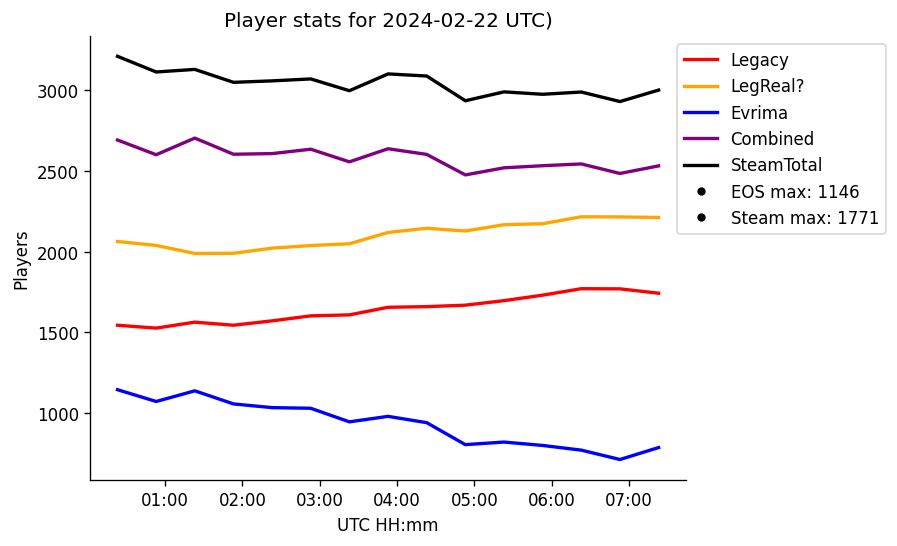 Player stats for 2024-02-22 UTC)
Legacy
LegReal?
Evrima
Combined
SteamTotal
EOS max: 1146
Steam max: 1771
Players
3000
2500
2000
1500
1000
01:00 02:00 03:00 04:00 05:00 06:00 07:00
UTC HH:mm